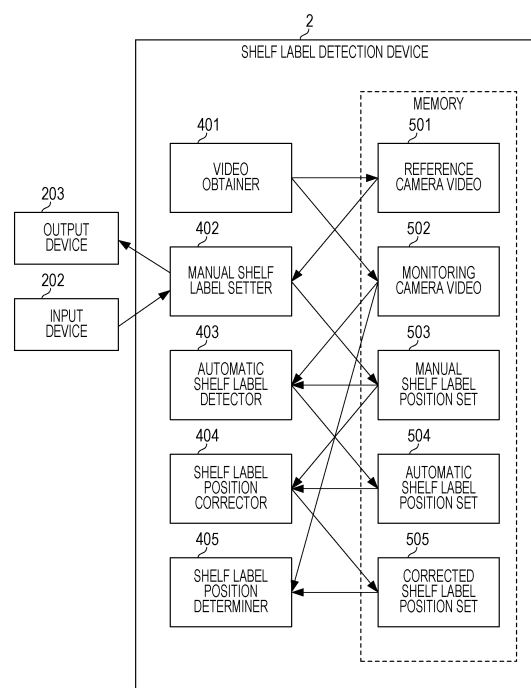 2
SHELF LABEL DETECTION DEVICE
MEMORY
401
VIDEO
OBTAINER
501
REFERENCE
CAMERA VIDEO
203
OUTPUT
DEVICE
402
MANUAL SHELF
LABEL SETTER
502
MONITORING
CAMERA VIDEO
202
INPUT
DEVICE
403
AUTOMATIC
SHELF LABEL
DETECTOR
503
MANUAL
SHELF LABEL
POSITION SET
404
SHELF LABEL
POSITION
CORRECTOR
504
AUTOMATIC
SHELF LABEL
POSITION SET
405
SHELF LABEL
POSITION
DETERMINER
505
CORRECTED
SHELF LABEL
POSITION SET